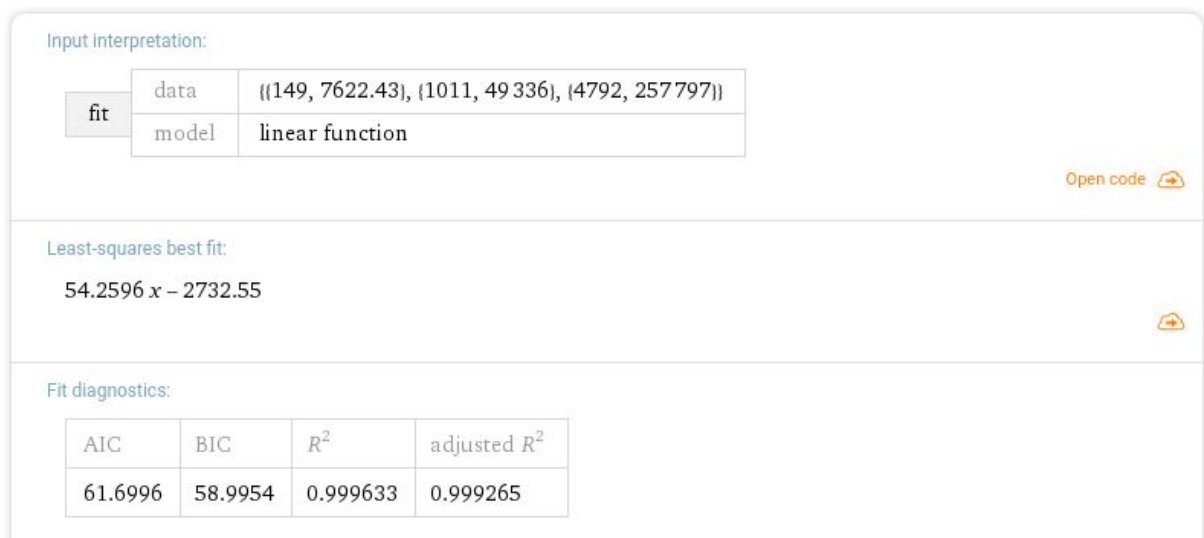 Input interpretation:
fit
data {{149, 7622.43}, {1011, 49 336}, {4792, 257 797}}
model linear function
Open code
Least-squares best fit:
54.2596 x – 2732.55
Fit diagnostics:
AIC BIC R² adjusted R²
61.6996 58.9954 0.999633 0.999265